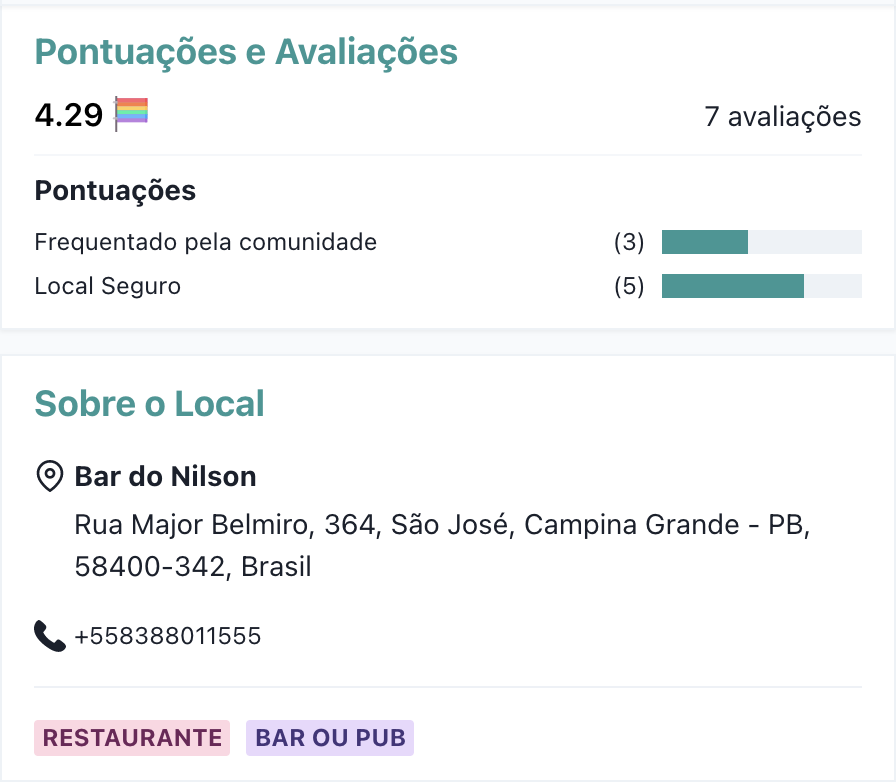 Pontuações e Avaliações
4.29 🏳️‍🌈 7 avaliações
Pontuações
Frequentado pela comunidade (3)
Local Seguro (5)
Sobre o Local
Bar do Nilson
Rua Major Belmiro, 364, São José, Campina Grande - PB,
58400-342, Brasil
+558388011555
RESTAURANTE BAR OU PUB